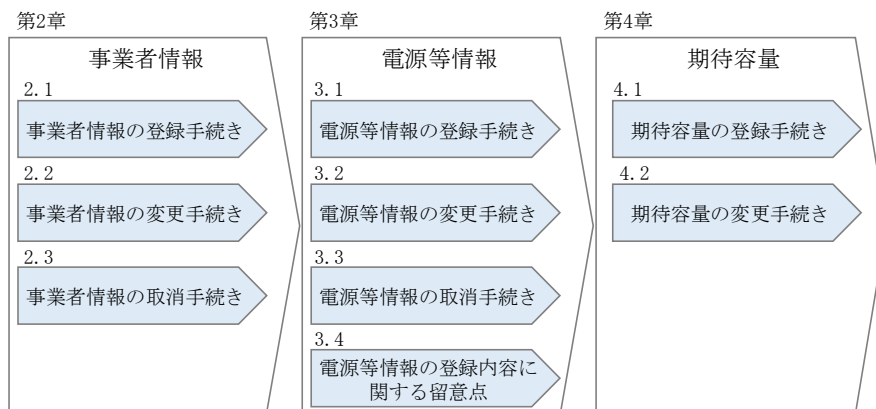 第2章
事業者情報
2.1
事業者情報の登録手続き
2.2
事業者情報の変更手続き
2.3
事業者情報の取消手続き
第3章
電源等情報
3.1
電源等情報の登録手続き
3.2
電源等情報の変更手続き
3.3
電源等情報の取消手続き
3.4
電源等情報の登録内容に
関する留意点
第4章
期待容量
4.1
期待容量の登録手続き
4.2
期待容量の変更手続き